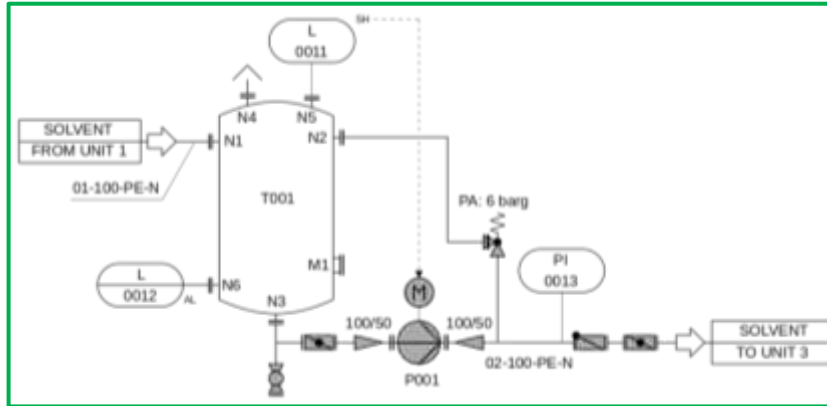 L
0011
SH
N4
N5
SOLVENT
FROM UNIT 1
N1
N2
01-100-PE-N
T001
PA: 6 barg
L
0012
AL
N6
M1
PI
0013
N3
M
100/50
100/50
P001
02-100-PE-N
SOLVENT
TO UNIT 3